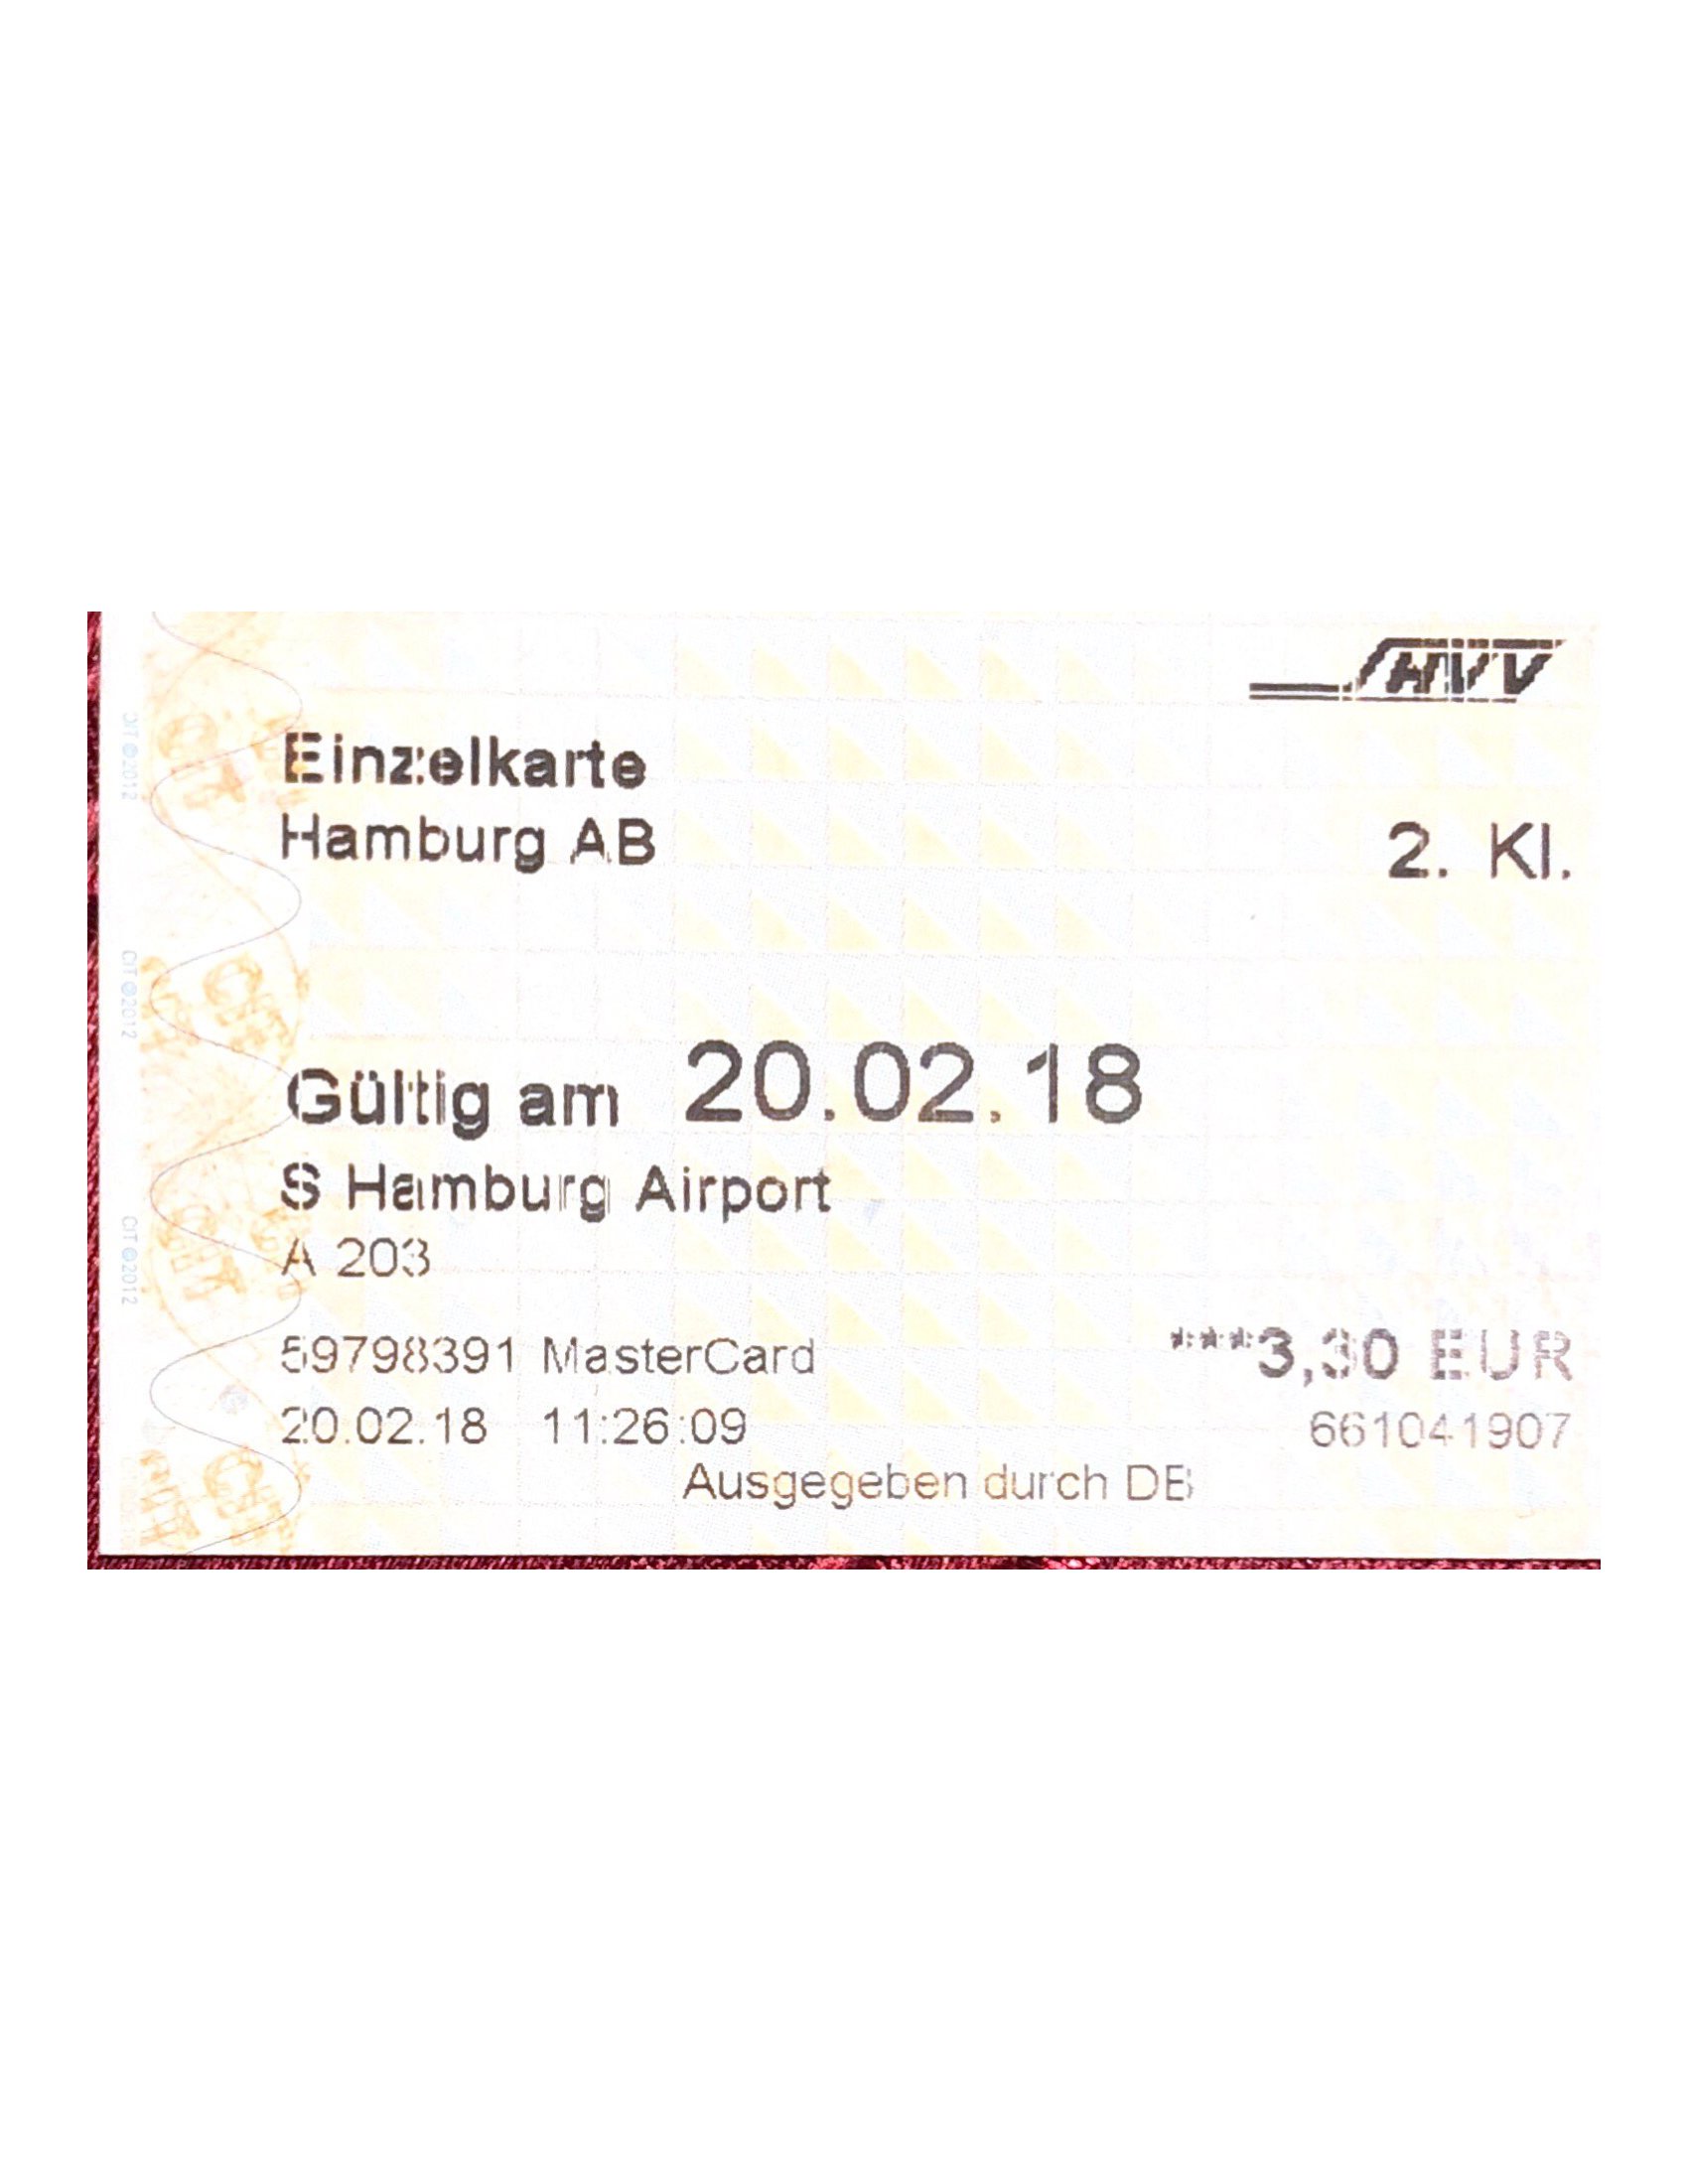 HVV
Einzelkarte
Hamburg AB 2. Kl.
Gültig am 20.02.18
S Hamburg Airport
A 203
59798391 MasterCard ***3,30 EUR
20.02.18 11:26:09 661041907
Ausgegeben durch DB
CIT ©2012
CIT ©2012
CIT ©2012